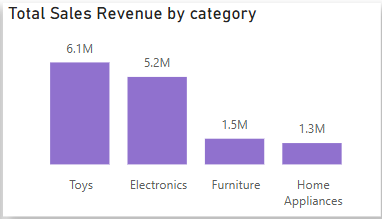 Total Sales Revenue by category
6.1M
5.2M
1.5M
1.3M
Toys
Electronics
Furniture
Home
Appliances